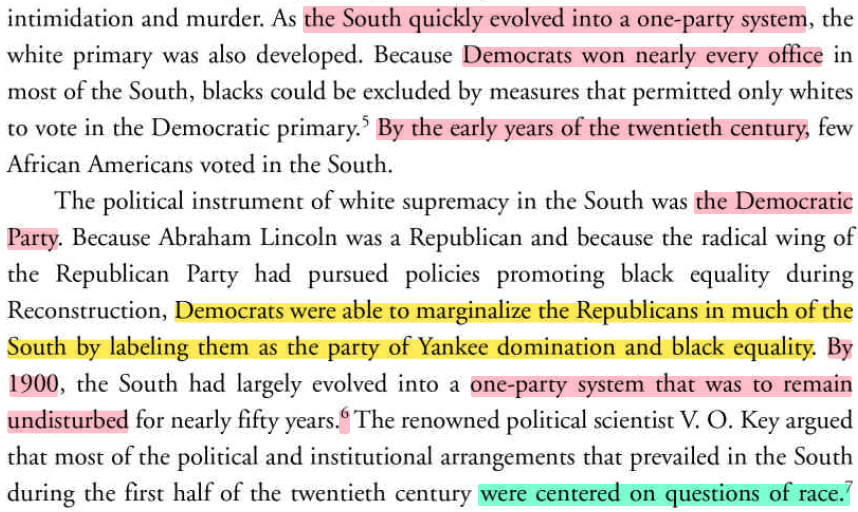 intimidation and murder. As the South quickly evolved into a one-party system, the
white primary was also developed. Because Democrats won nearly every office in
most of the South, blacks could be excluded by measures that permitted only whites
to vote in the Democratic primary.⁵ By the early years of the twentieth century, few
African Americans voted in the South.
The political instrument of white supremacy in the South was the Democratic
Party. Because Abraham Lincoln was a Republican and because the radical wing of
the Republican Party had pursued policies promoting black equality during
Reconstruction, Democrats were able to marginalize the Republicans in much of the
South by labeling them as the party of Yankee domination and black equality. By
1900, the South had largely evolved into a one-party system that was to remain
undisturbed for nearly fifty years.⁶ The renowned political scientist V. O. Key argued
that most of the political and institutional arrangements that prevailed in the South
during the first half of the twentieth century were centered on questions of race.⁷